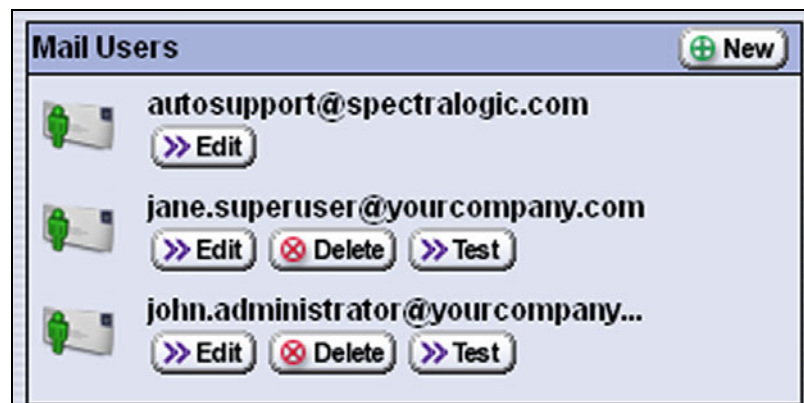 Mail Users New
autosupport@spectralogic.com
Edit
jane.superuser@yourcompany.com
Edit Delete Test
john.administrator@yourcompany...
Edit Delete Test